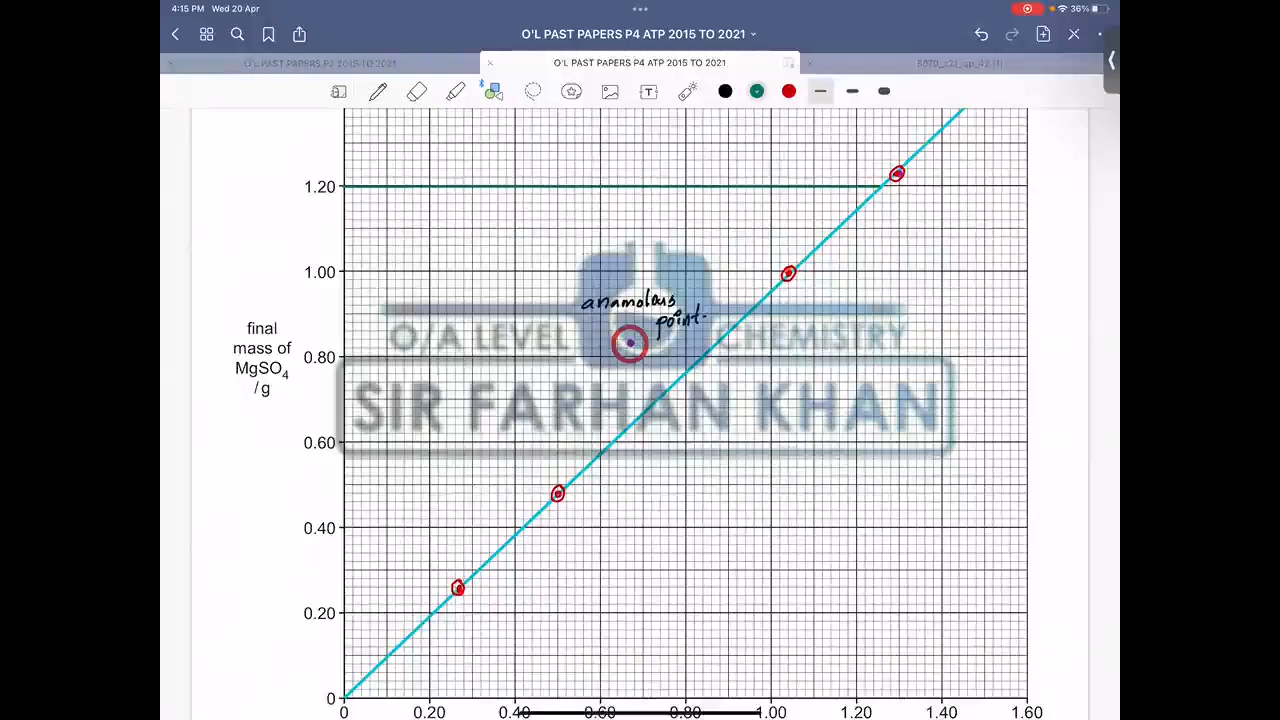 4:15 PM Wed 20 Apr
36%
O'L PAST PAPERS P4 ATP 2015 TO 2021
O'L PAST PAPERS P2 2015 TO 2021
O'L PAST PAPERS P4 ATP 2015 TO 2021
T
1.20
1.00
anamolous
point.
O/A LEVEL CHEMISTRY
final
mass of
MgSO4
/ g
0.80
SIR FARHAN KHAN
0.60
0.40
0.20
0
0 0.20 0.40 0.60 0.80 1.00 1.20 1.40 1.60